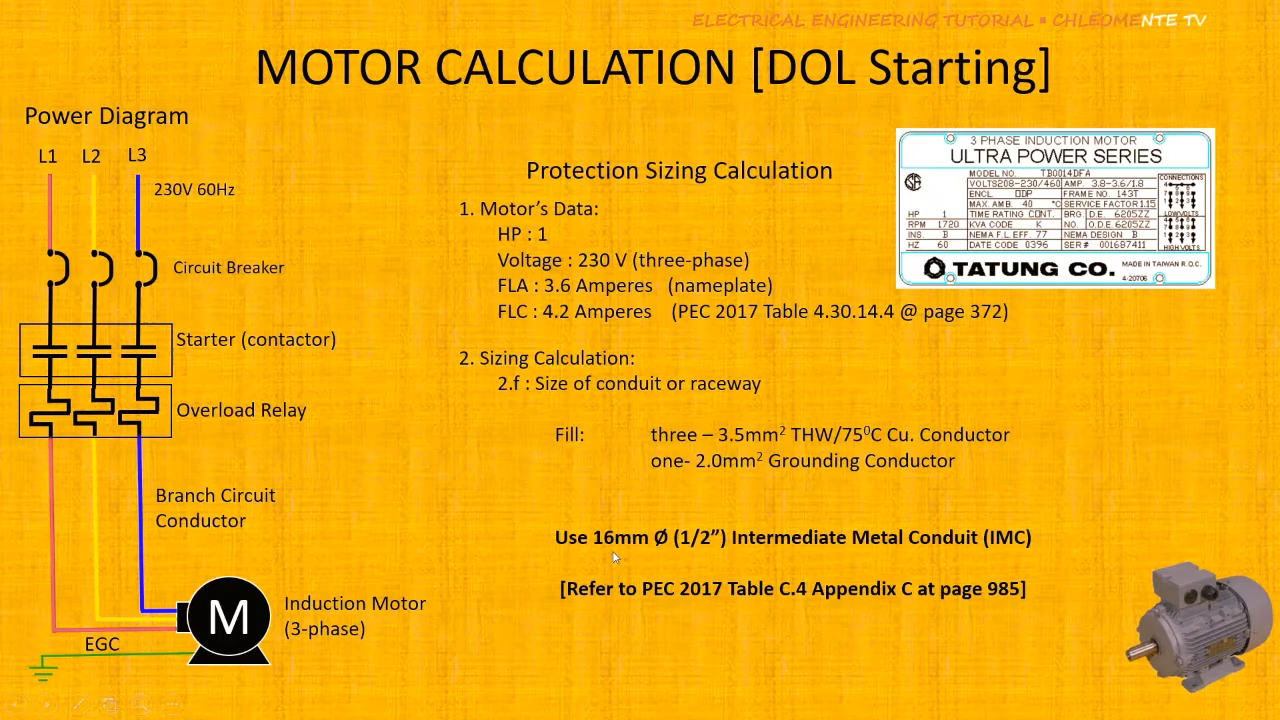 ELECTRICAL ENGINEERING TUTORIAL ▪ CHLEOMENTE TV
MOTOR CALCULATION [DOL Starting]
Power Diagram
L1 L2 L3
230V 60Hz
Circuit Breaker
Starter (contactor)
Overload Relay
Branch Circuit
Conductor
M
Induction Motor
(3-phase)
EGC
Protection Sizing Calculation
1. Motor's Data:
HP : 1
Voltage : 230 V (three-phase)
FLA : 3.6 Amperes (nameplate)
FLC : 4.2 Amperes (PEC 2017 Table 4.30.14.4 @ page 372)
2. Sizing Calculation:
2.f : Size of conduit or raceway
Fill: three – 3.5mm² THW/75⁰C Cu. Conductor
one- 2.0mm² Grounding Conductor
Use 16mm Ø (1/2”) Intermediate Metal Conduit (IMC)
[Refer to PEC 2017 Table C.4 Appendix C at page 985]
3 PHASE INDUCTION MOTOR
ULTRA POWER SERIES
MODEL NO. TB0014DFA
VOLTS 208-230/460 AMP. 3.8-3.6/1.8
ENCL. ODP FRAME NO. 143T
MAX. AMB. 40 °C SERVICE FACTOR 1.15
HP 1 TIME RATING CONT. BRG D.E. 6205ZZ
RPM 1720 KVA CODE K NO. O.D.E. 6205ZZ
INS. B NEMA F.L. EFF. 77 NEMA DESIGN B
HZ 60 DATE CODE 0396 SER# 001687411
CONNECTIONS
LOW VOLTS
HIGH VOLTS
TATUNG CO.
MADE IN TAIWAN R.O.C.
4-20706